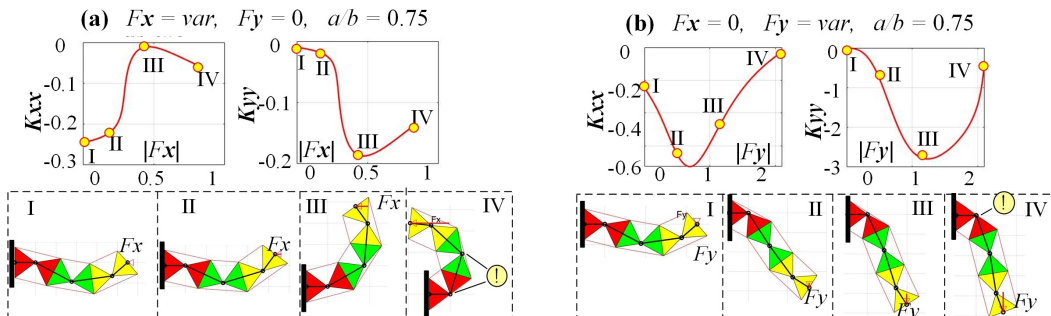 (a) Fx = var, Fy = 0, a/b = 0.75
0
-0.1
-0.2
-0.3
Kxx
I
II
III
IV
|Fx|
0
0.5
1
0
-0.1
-0.2
Kyy
I
II
III
IV
|Fx|
0
0.5
1
I
Fx
II
Fx
III
Fx
IV
Fx
!
(b) Fx = 0, Fy = var, a/b = 0.75
0
-0.2
-0.4
-0.6
Kxx
I
II
III
IV
|Fy|
0
1
2
0
-1
-2
-3
Kyy
I
II
III
IV
|Fy|
0
1
2
I
Fy
Fy
II
Fy
III
Fy
IV
!
Fy